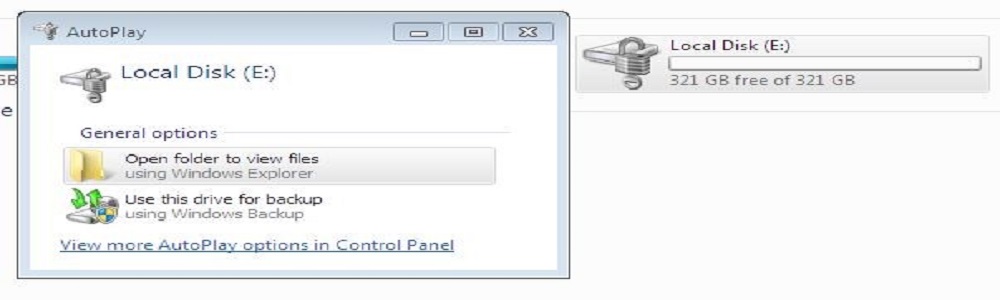 AutoPlay
Local Disk (E:)
General options
Open folder to view files
using Windows Explorer
Use this drive for backup
using Windows Backup
View more AutoPlay options in Control Panel
GB
e
Local Disk (E:)
321 GB free of 321 GB